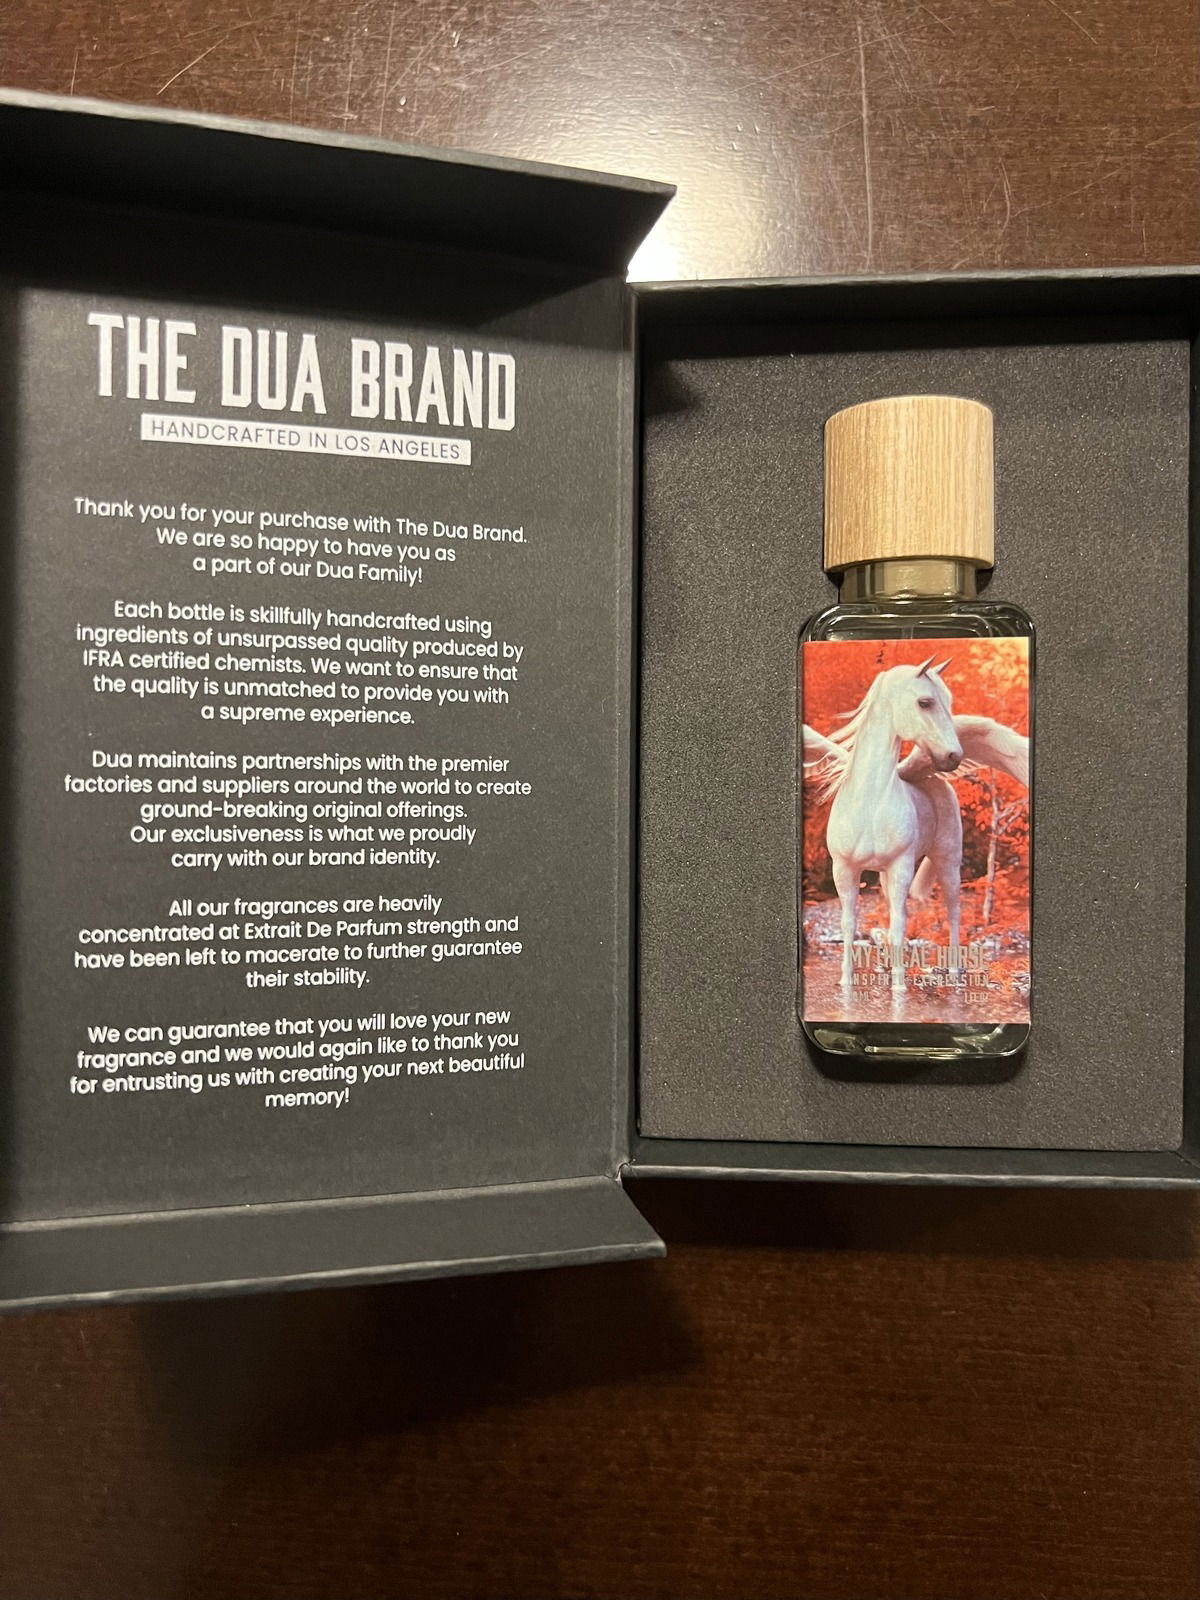 THE DUA BRAND
HANDCRAFTED IN LOS ANGELES
Thank you for your purchase with The Dua Brand.
We are so happy to have you as
a part of our Dua Family!
Each bottle is skillfully handcrafted using
ingredients of unsurpassed quality produced by
IFRA certified chemists. We want to ensure that
the quality is unmatched to provide you with
a supreme experience.
Dua maintains partnerships with the premier
factories and suppliers around the world to create
ground-breaking original offerings.
Our exclusiveness is what we proudly
carry with our brand identity.
All our fragrances are heavily
concentrated at Extrait De Parfum strength and
have been left to macerate to further guarantee
their stability.
We can guarantee that you will love your new
fragrance and we would again like to thank you
for entrusting us with creating your next beautiful
memory!
MYTHICAL HORSE
INSPIRED EXPRESSION